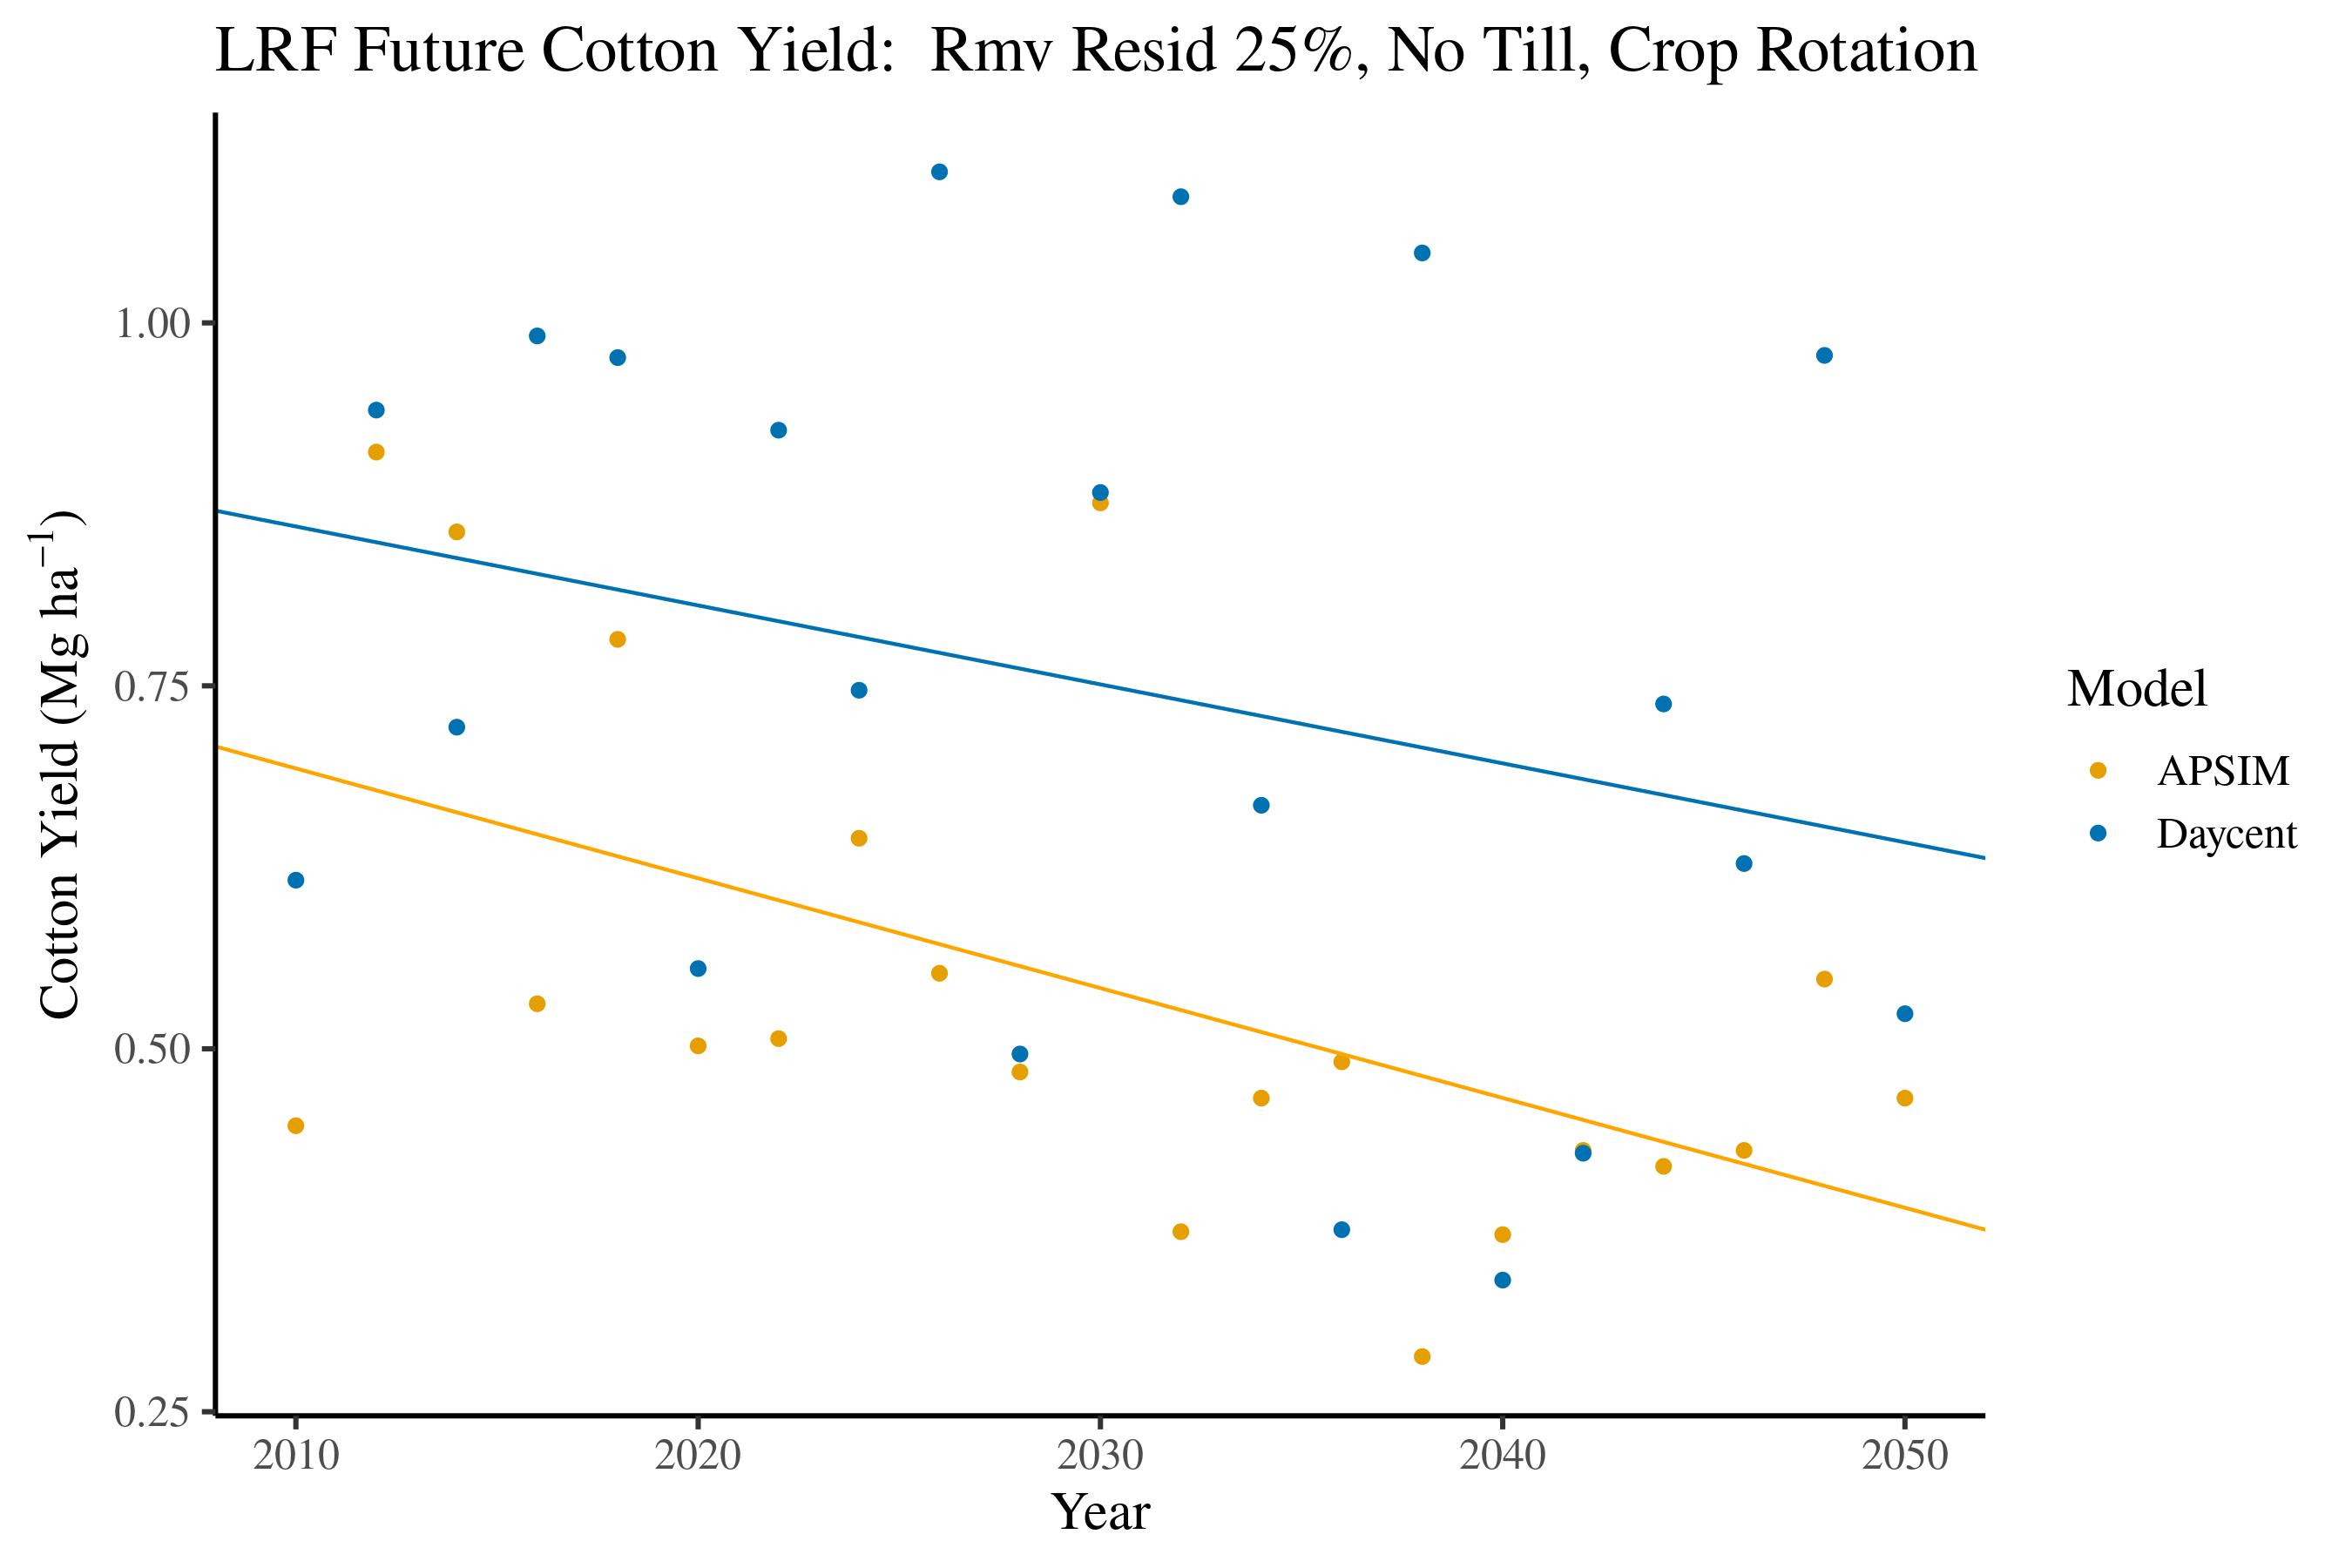 LRF Future Cotton Yield:  Rmv Resid 25%, No Till, Crop Rotation
Cotton Yield (Mg ha⁻¹)
1.00
0.75
0.50
0.25
2010
2020
2030
2040
2050
Year
Model
APSIM
Daycent